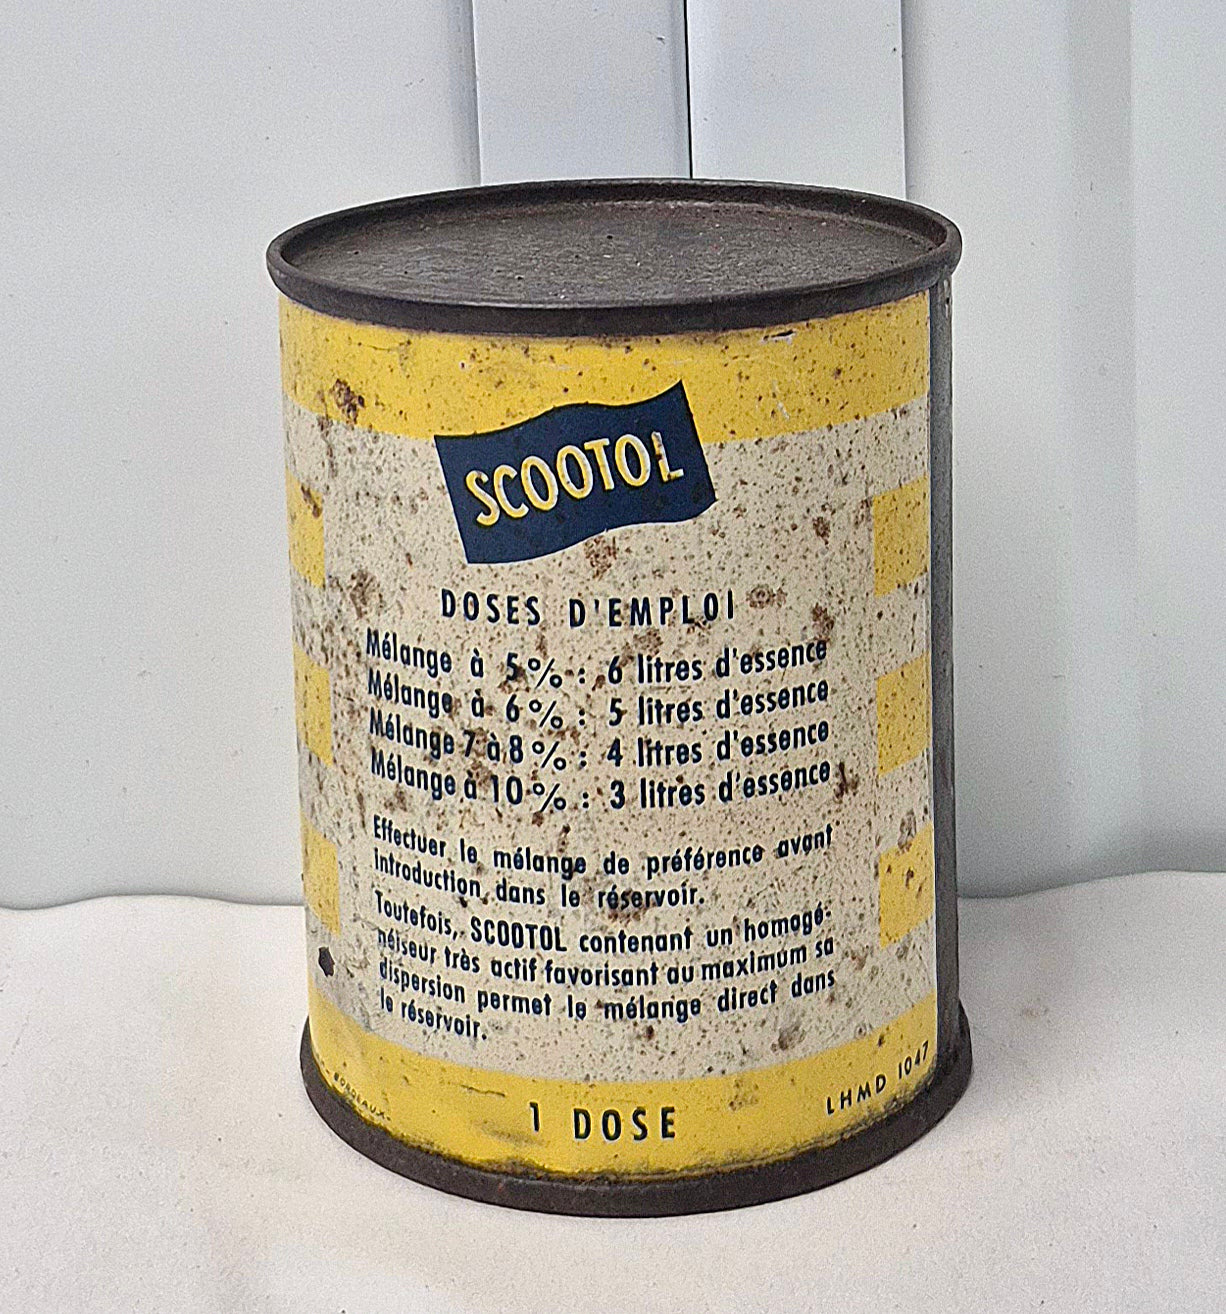 SCOOTOL
DOSES D'EMPLOI
Mélange à 5% : 6 litres d'essence
Mélange à 6% : 5 litres d'essence
Mélange 7 à 8% : 4 litres d'essence
Mélange à 10% : 3 litres d'essence
Effectuer le mélange de préférence avant
introduction dans le réservoir.
Toutefois, SCOOTOL contenant un homogé-
néiseur très actif favorisant au maximum sa
dispersion permet le mélange direct dans
le réservoir.
- BORDEAUX -
1 DOSE
LHMD 1047